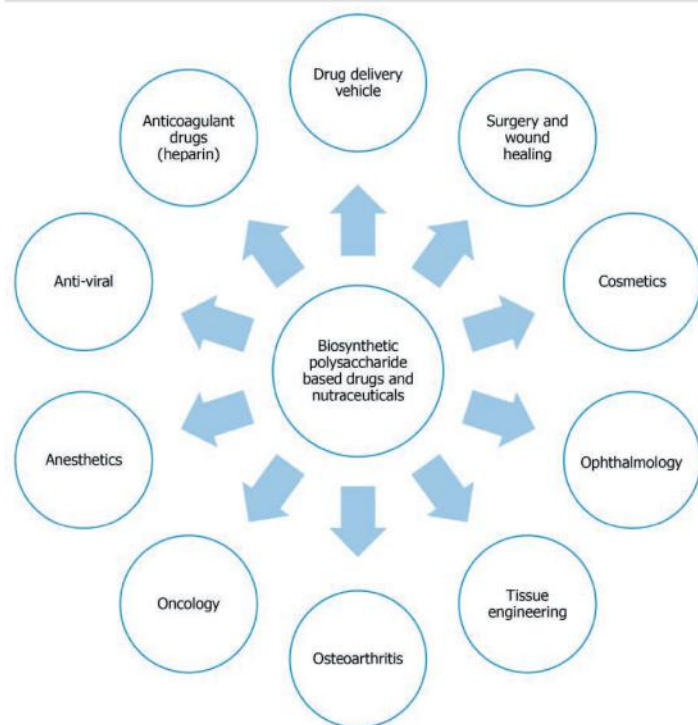 Drug delivery
vehicle
Surgery and
wound
healing
Cosmetics
Ophthalmology
Tissue
engineering
Osteoarthritis
Oncology
Anesthetics
Anti-viral
Anticoagulant
drugs
(heparin)
Biosynthetic
polysaccharide
based drugs and
nutraceuticals